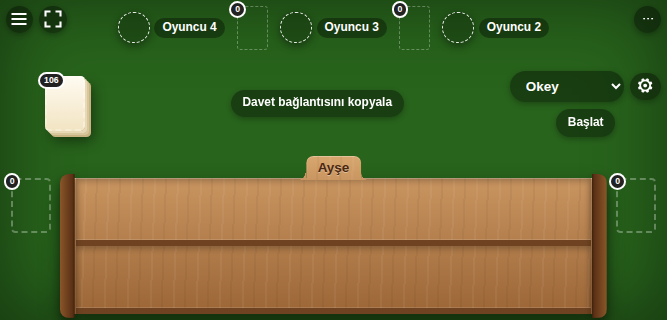 Oyuncu 4
0
Oyuncu 3
0
Oyuncu 2
106
Davet bağlantısını kopyala
Okey
Başlat
Ayşe
0
0